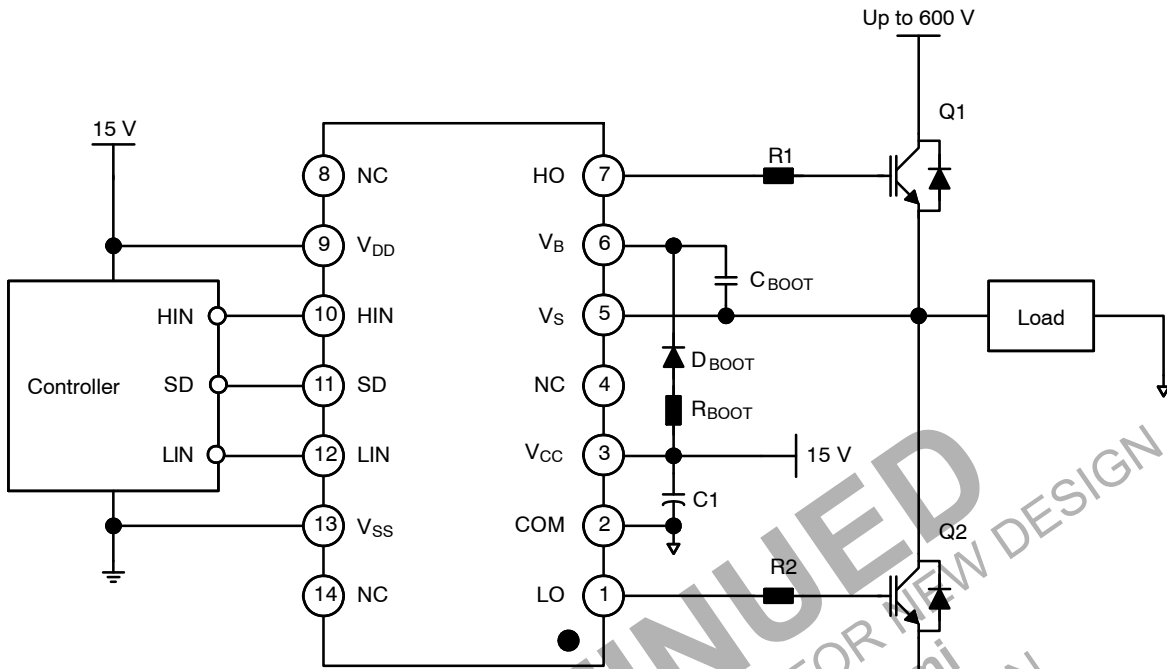 Up to 600 V
Q1
15 V
R1
8 NC HO 7
9 VDD VB 6
CBOOT
HIN 10 HIN VS 5
Load
DBOOT
Controller SD 11 SD NC 4
RBOOT
LIN 12 LIN VCC 3 15 V
C1
13 VSS COM 2
Q2
R2
14 NC LO 1
FOR NEW DESIGN